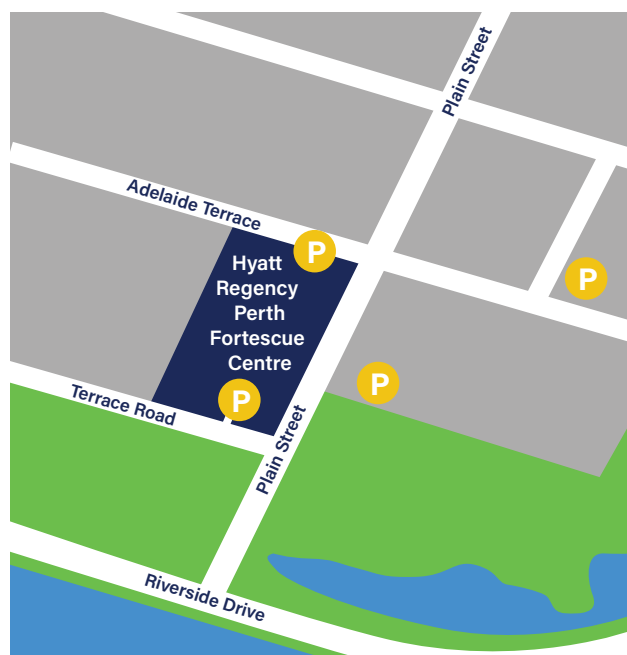 Plain Street
Adelaide Terrace
P
Hyatt
Regency
Perth
Fortescue
Centre
P
P
P
Terrace Road
Plain Street
Riverside Drive